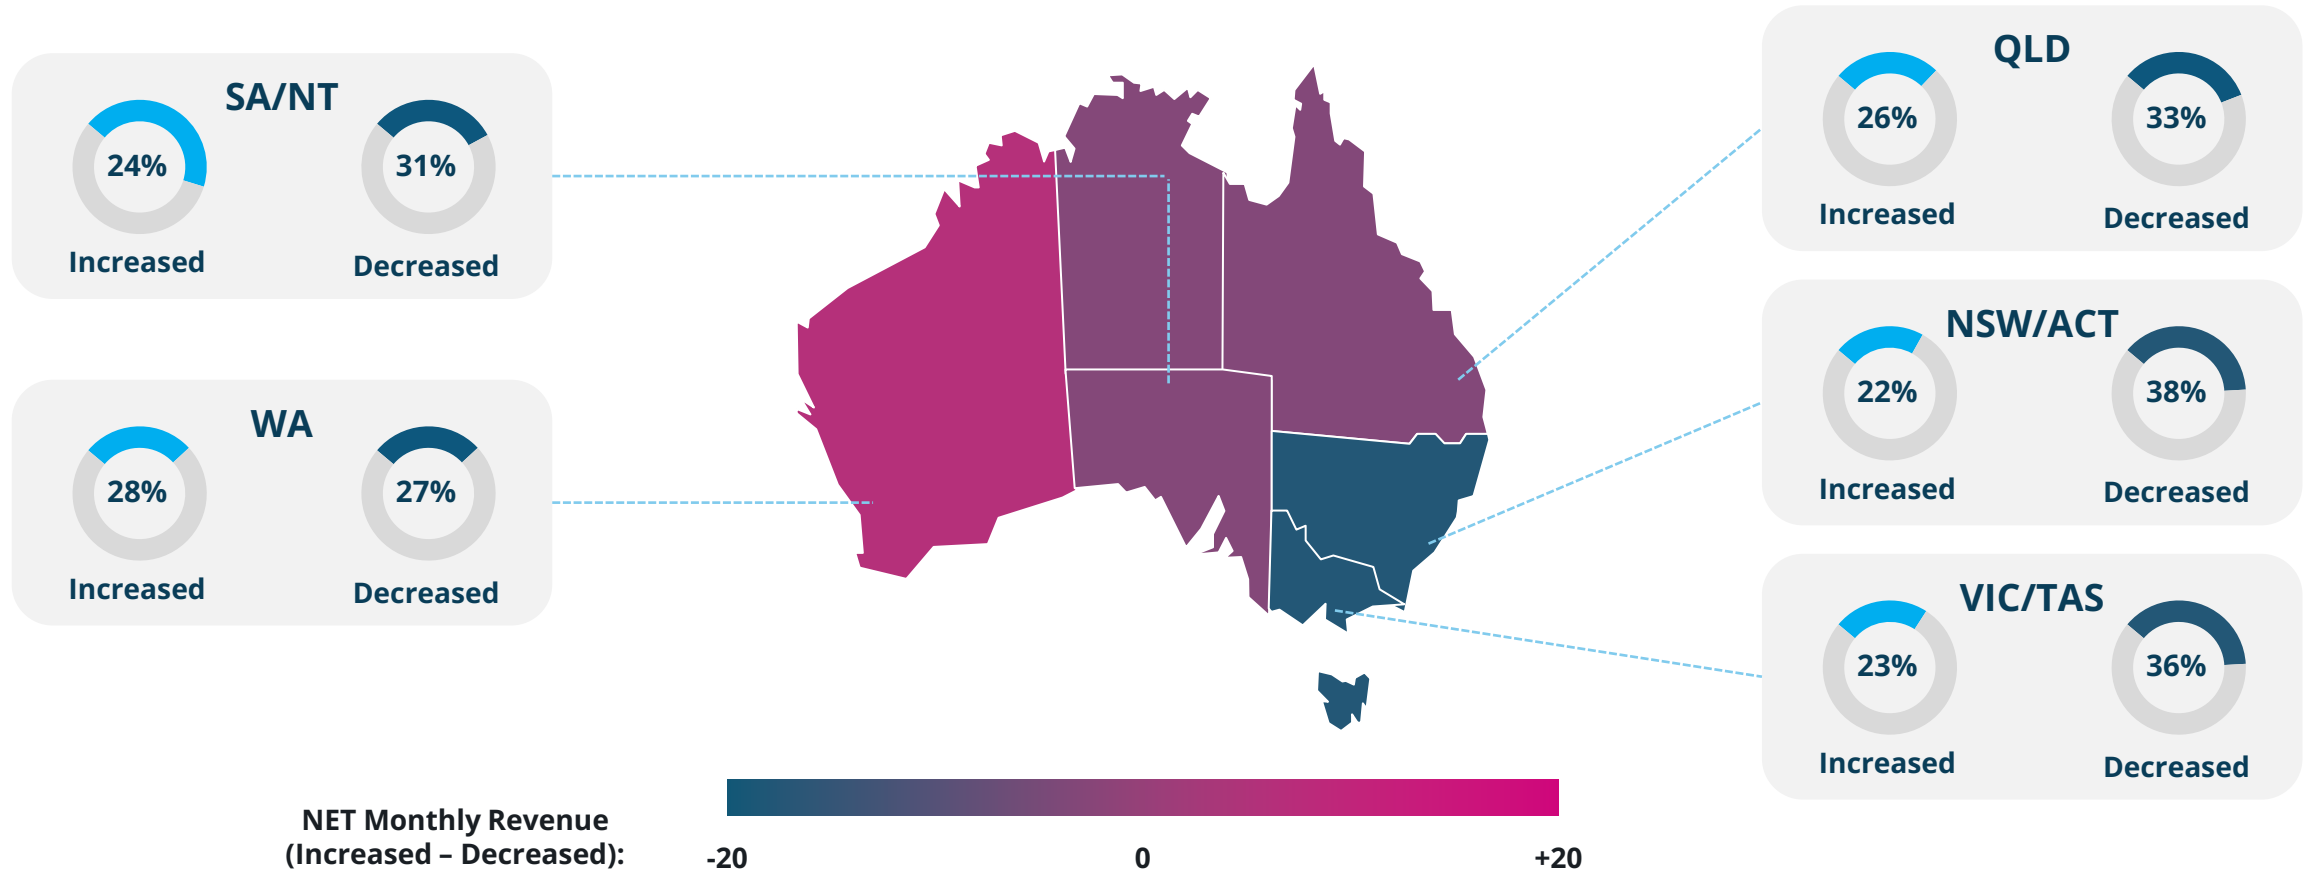 SA/NT
24%
31%
Increased
Decreased
WA
28%
27%
Increased
Decreased
QLD
26%
33%
Increased
Decreased
NSW/ACT
22%
38%
Increased
Decreased
VIC/TAS
23%
36%
Increased
Decreased
NET Monthly Revenue
(Increased – Decreased):
-20
0
+20